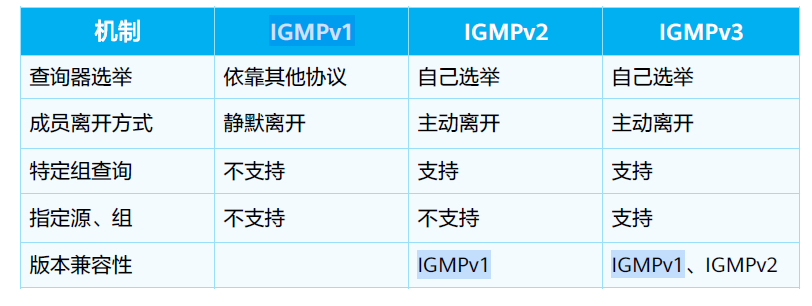 机制 IGMPv1 IGMPv2 IGMPv3
查询器选举 依靠其他协议 自己选举 自己选举
成员离开方式 静默离开 主动离开 主动离开
特定组查询 不支持 支持 支持
指定源、组 不支持 不支持 支持
版本兼容性 IGMPv1 IGMPv1、IGMPv2